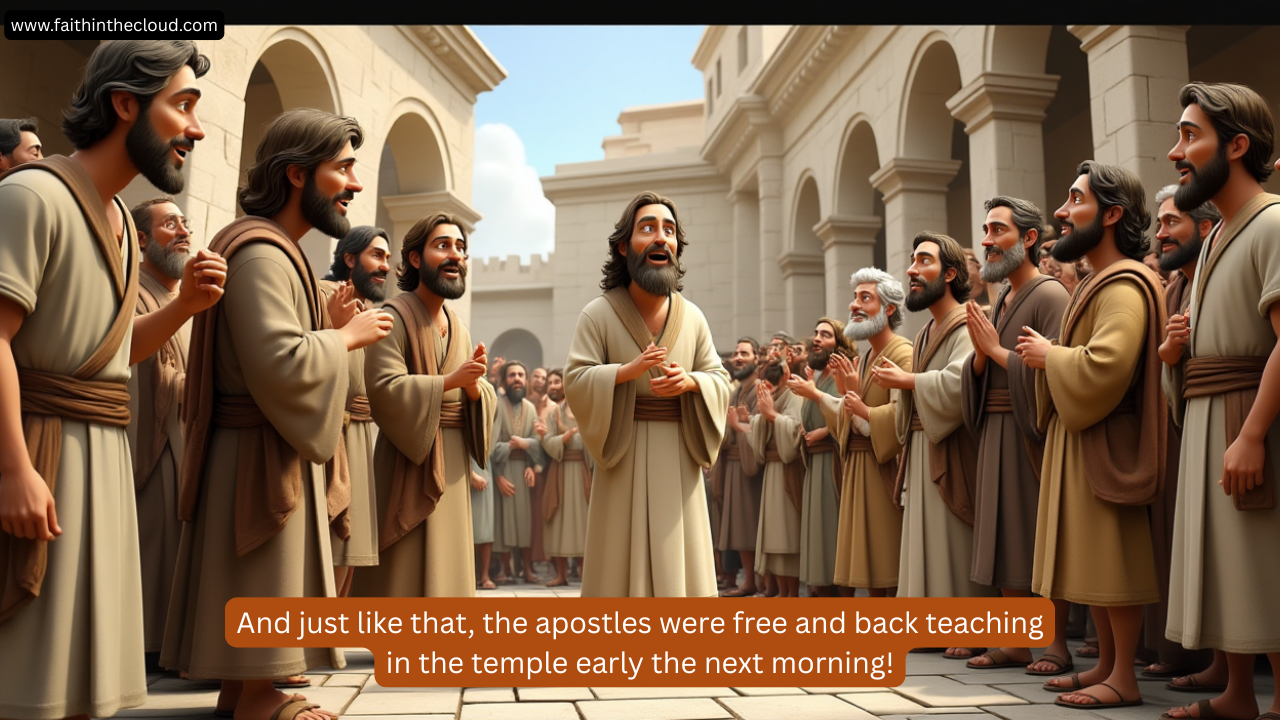 www.faithinthecloud.com
And just like that, the apostles were free and back teaching
in the temple early the next morning!